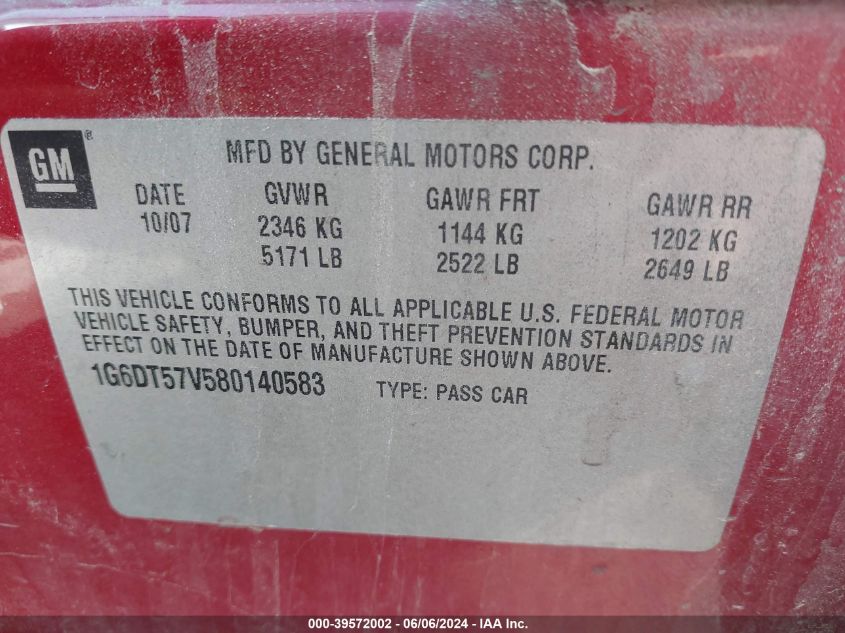 GM®
MFD BY GENERAL MOTORS CORP.
DATE GVWR GAWR FRT GAWR RR
10/07 2346 KG 1144 KG 1202 KG
5171 LB 2522 LB 2649 LB
THIS VEHICLE CONFORMS TO ALL APPLICABLE U.S. FEDERAL MOTOR
VEHICLE SAFETY, BUMPER, AND THEFT PREVENTION STANDARDS IN
EFFECT ON THE DATE OF MANUFACTURE SHOWN ABOVE.
1G6DT57V580140583 TYPE: PASS CAR
000-39572002 - 06/06/2024 - IAA Inc.